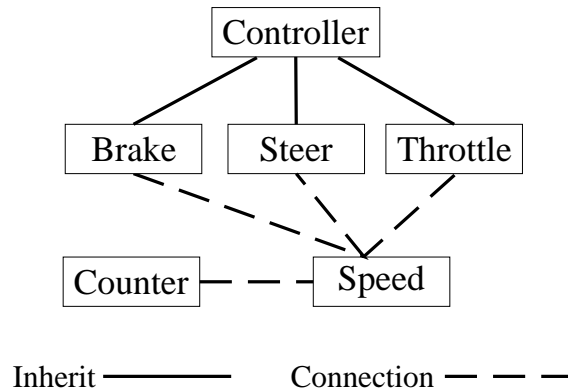 Controller
Brake Steer Throttle
Counter Speed
Inherit Connection